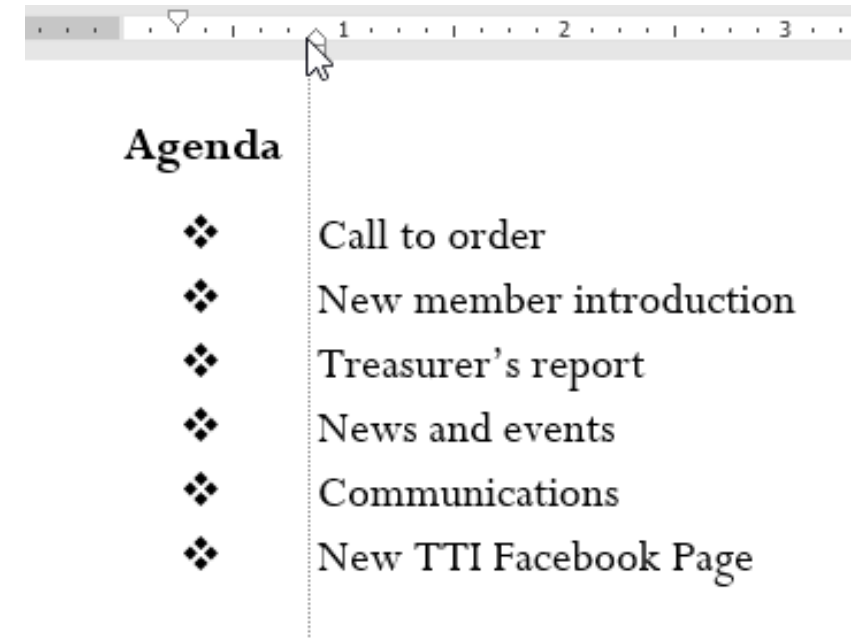 1 2 3
Agenda
❖ Call to order
❖ New member introduction
❖ Treasurer’s report
❖ News and events
❖ Communications
❖ New TTI Facebook Page